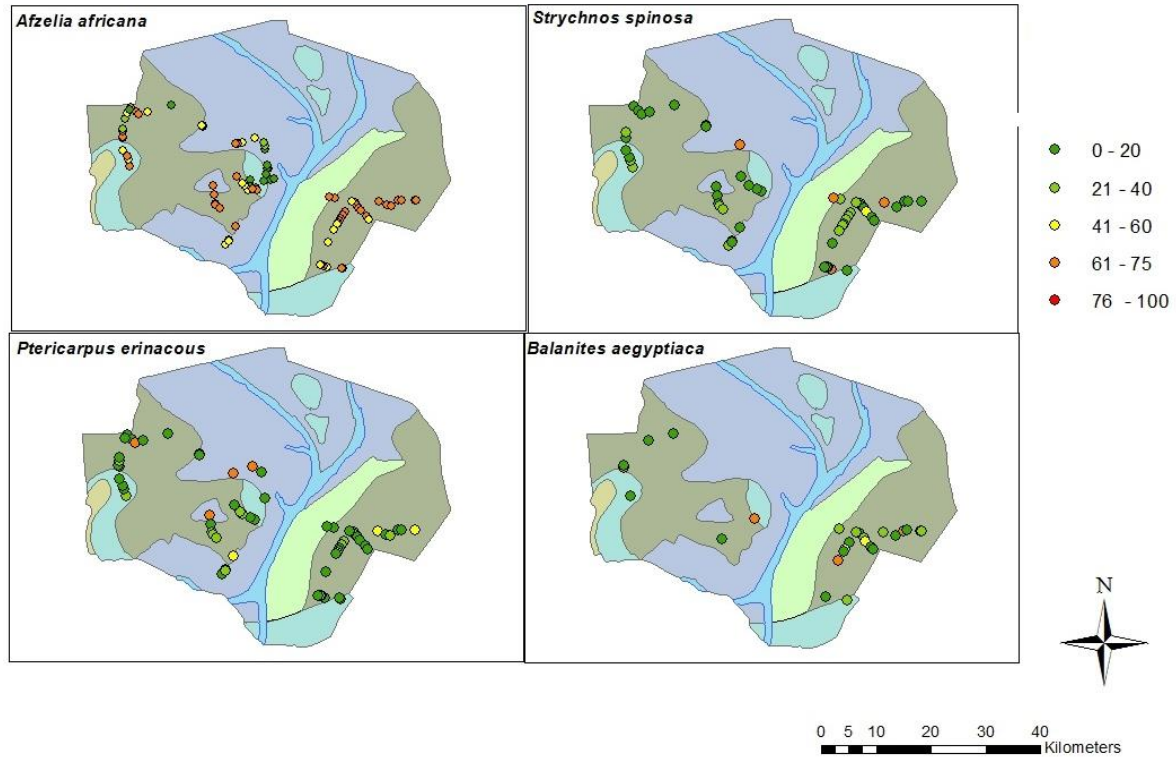 Afzelia africana
Strychnos spinosa
0 - 20
21 - 40
41 - 60
61 - 75
76 - 100
Ptericarpus erinacous
Balanites aegyptiaca
N
0 5 10 20 30 40
Kilometers